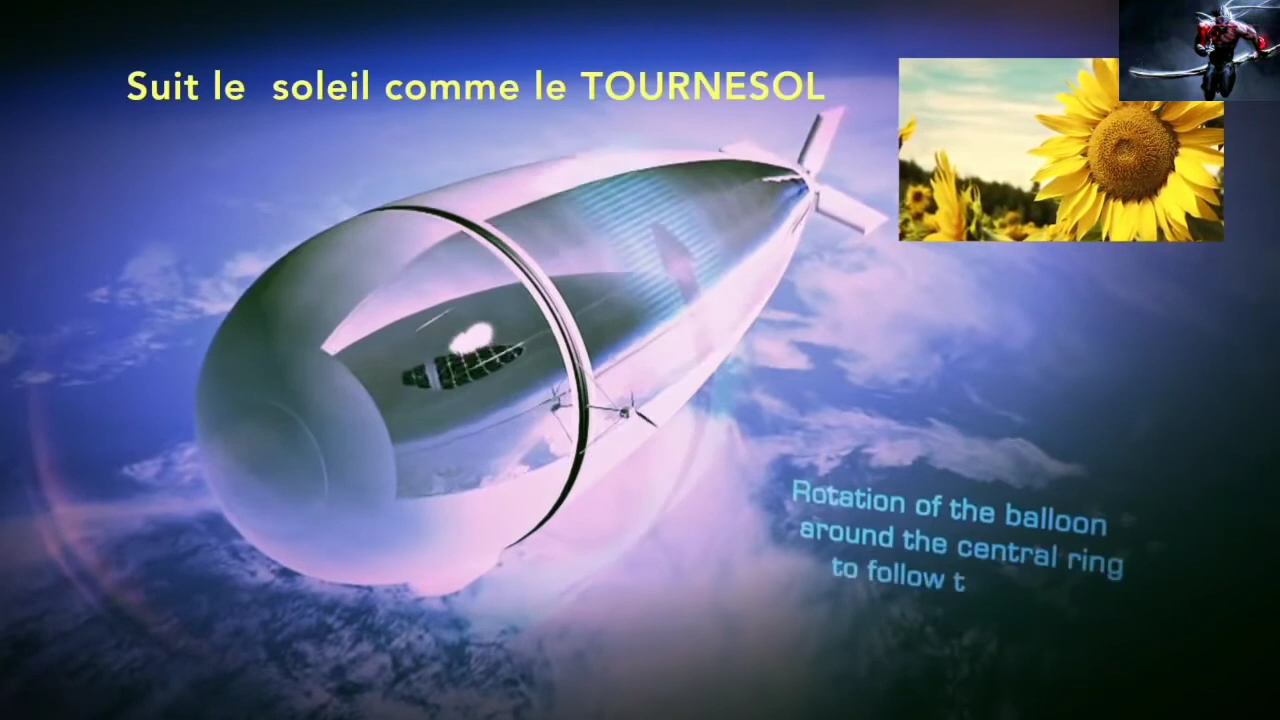 Suit le soleil comme le TOURNESOL
Rotation of the balloon
around the central ring
to follow t